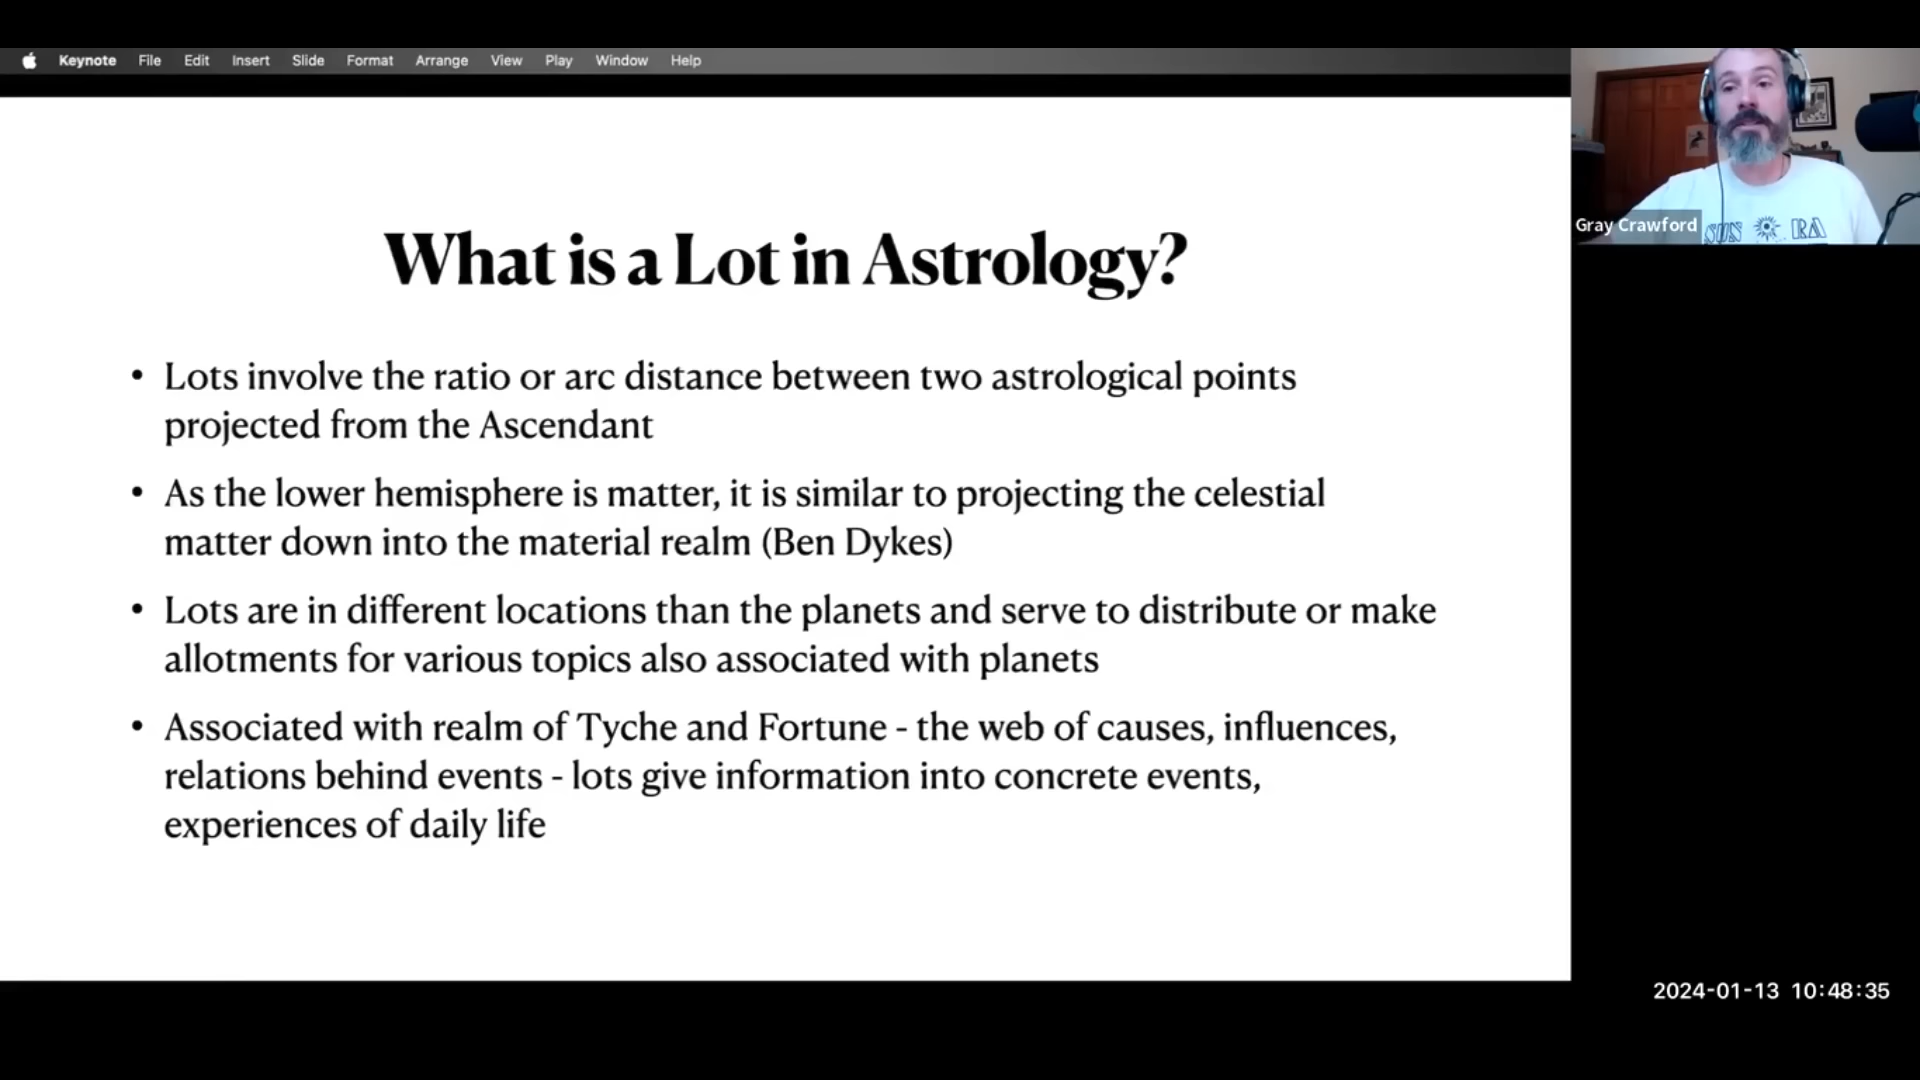 Keynote File Edit Insert Slide Format Arrange View Play Window Help
What is a Lot in Astrology?
• Lots involve the ratio or arc distance between two astrological points
projected from the Ascendant
• As the lower hemisphere is matter, it is similar to projecting the celestial
matter down into the material realm (Ben Dykes)
• Lots are in different locations than the planets and serve to distribute or make
allotments for various topics also associated with planets
• Associated with realm of Tyche and Fortune - the web of causes, influences,
relations behind events - lots give information into concrete events,
experiences of daily life
SUN RA
Gray Crawford
2024-01-13 10:48:35